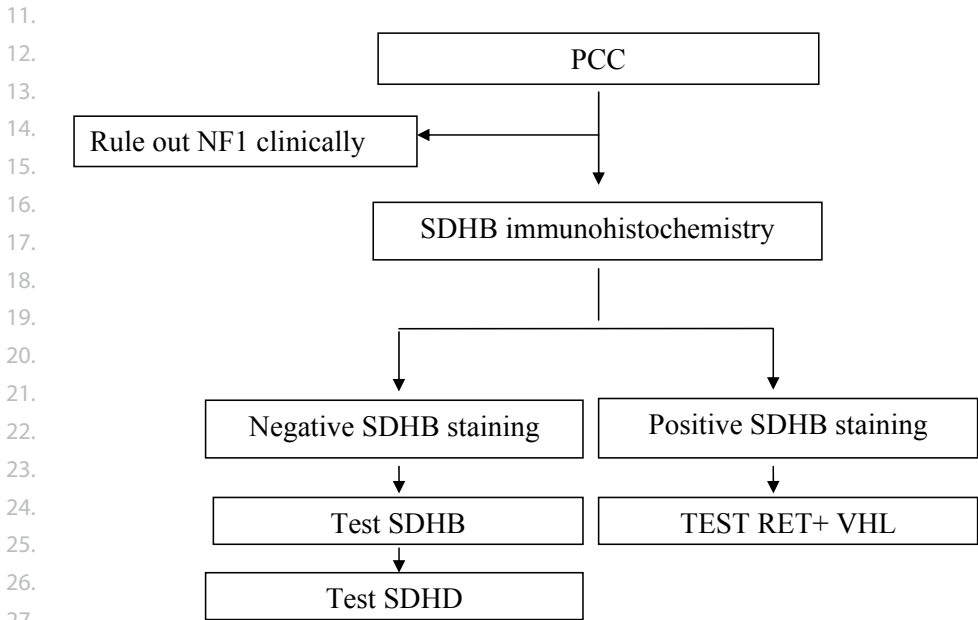 11.
12.
PCC
13.
14.
Rule out NF1 clinically
15.
16.
SDHB immunohistochemistry
17.
18.
19.
20.
21.
Negative SDHB staining
Positive SDHB staining
22.
23.
24.
Test SDHB
TEST RET+ VHL
25.
26.
Test SDHD
27.